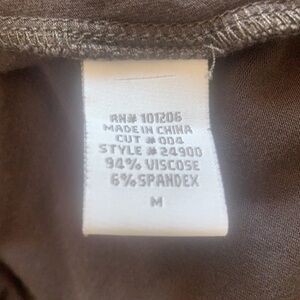 RN# 101206
MADE IN CHINA
CUT # 004
STYLE # 24900
94% VISCOSE
6% SPANDEX
M